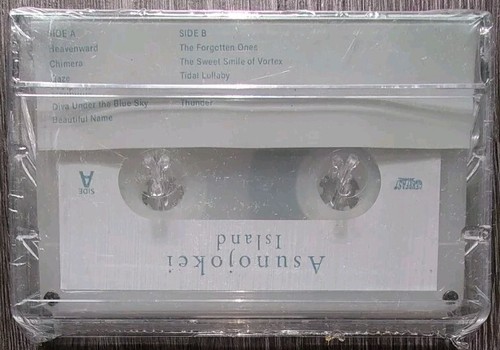 SIDE A
Heavenward
Chimera
Diva Under the Blue Sky
Beautiful Name
SIDE B
The Forgotten Ones
The Sweet Smile of Vortex
Tidal Lullaby
Thunder
SIDE
A
Asunojokei
Island